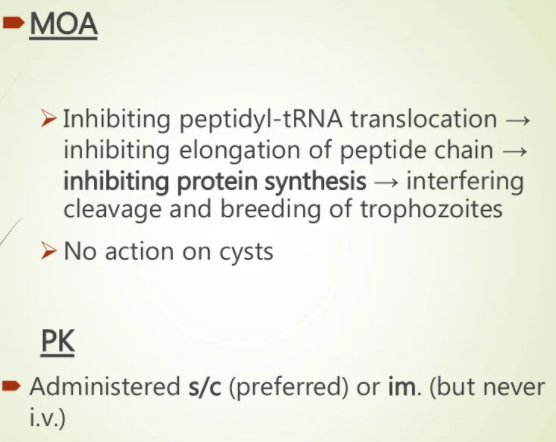 MOA
Inhibiting peptidyl-tRNA translocation →
inhibiting elongation of peptide chain →
inhibiting protein synthesis → interfering
cleavage and breeding of trophozoites
No action on cysts
PK
Administered s/c (preferred) or im. (but never
i.v.)